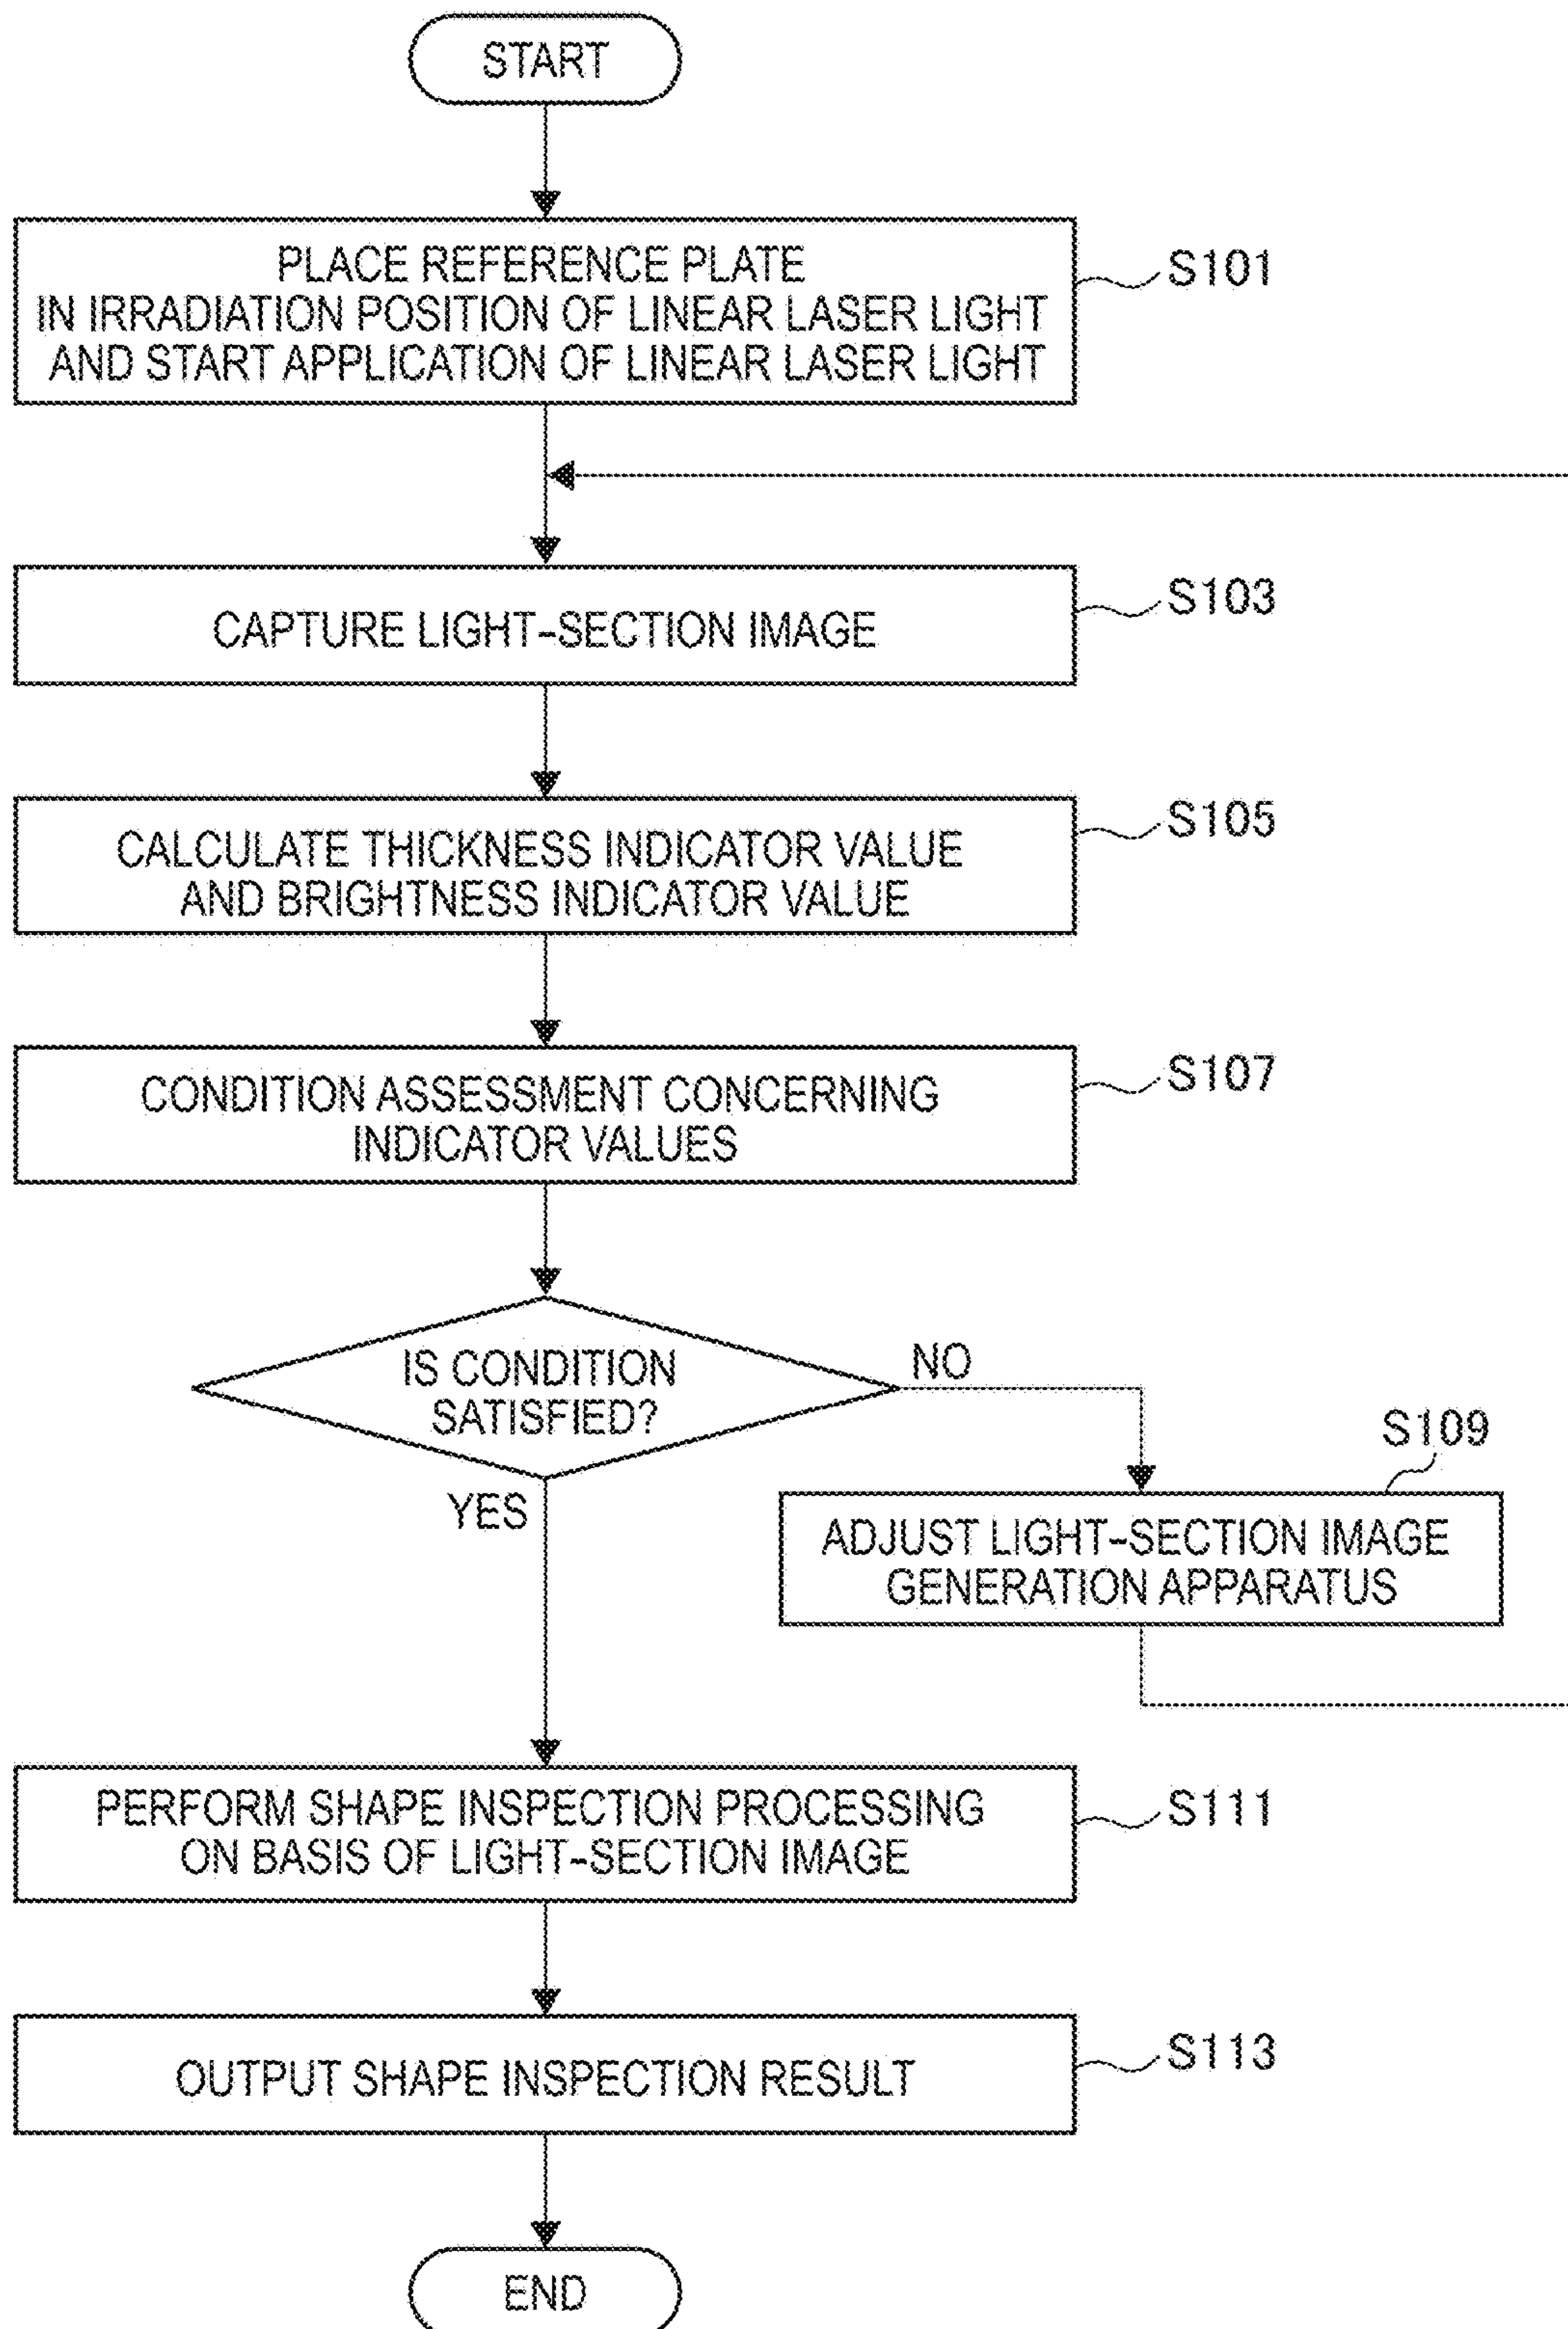 START
PLACE REFERENCE PLATE
IN IRRADIATION POSITION OF LINEAR LASER LIGHT
AND START APPLICATION OF LINEAR LASER LIGHT
S101
CAPTURE LIGHT-SECTION IMAGE
S103
CALCULATE THICKNESS INDICATOR VALUE
AND BRIGHTNESS INDICATOR VALUE
S105
CONDITION ASSESSMENT CONCERNING
INDICATOR VALUES
S107
IS CONDITION
SATISFIED?
NO
YES
S109
ADJUST LIGHT-SECTION IMAGE
GENERATION APPARATUS
PERFORM SHAPE INSPECTION PROCESSING
ON BASIS OF LIGHT-SECTION IMAGE
S111
OUTPUT SHAPE INSPECTION RESULT
S113
END